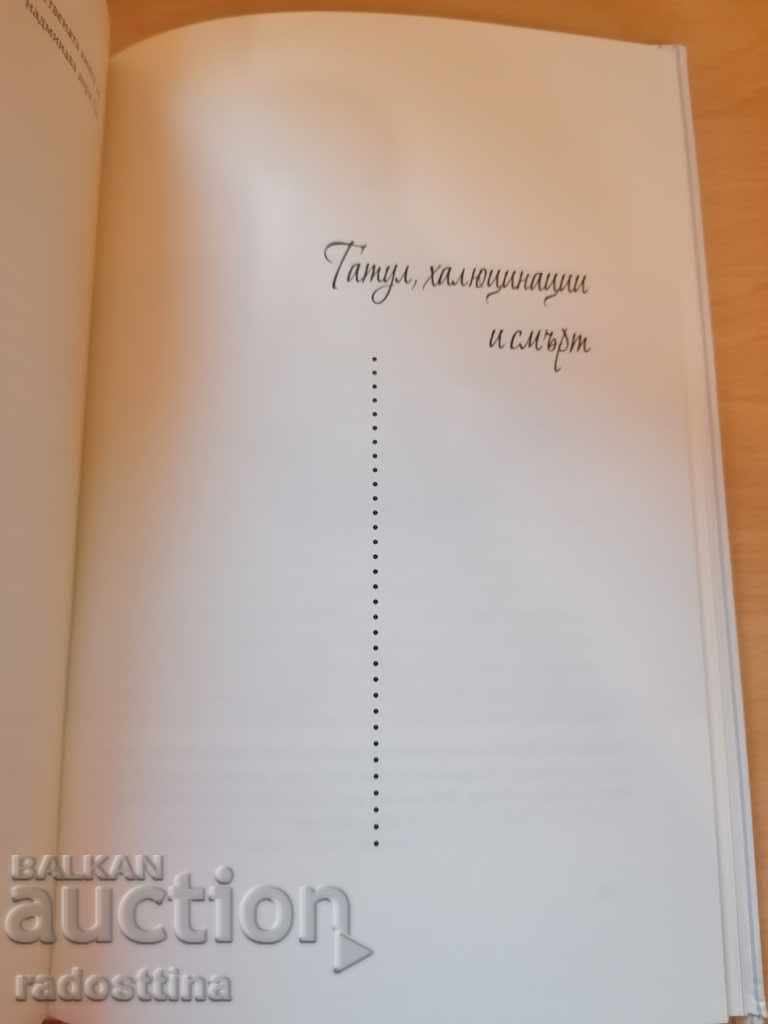 Татул, халюцинации
и смърт
BALKAN
auction
radosttina